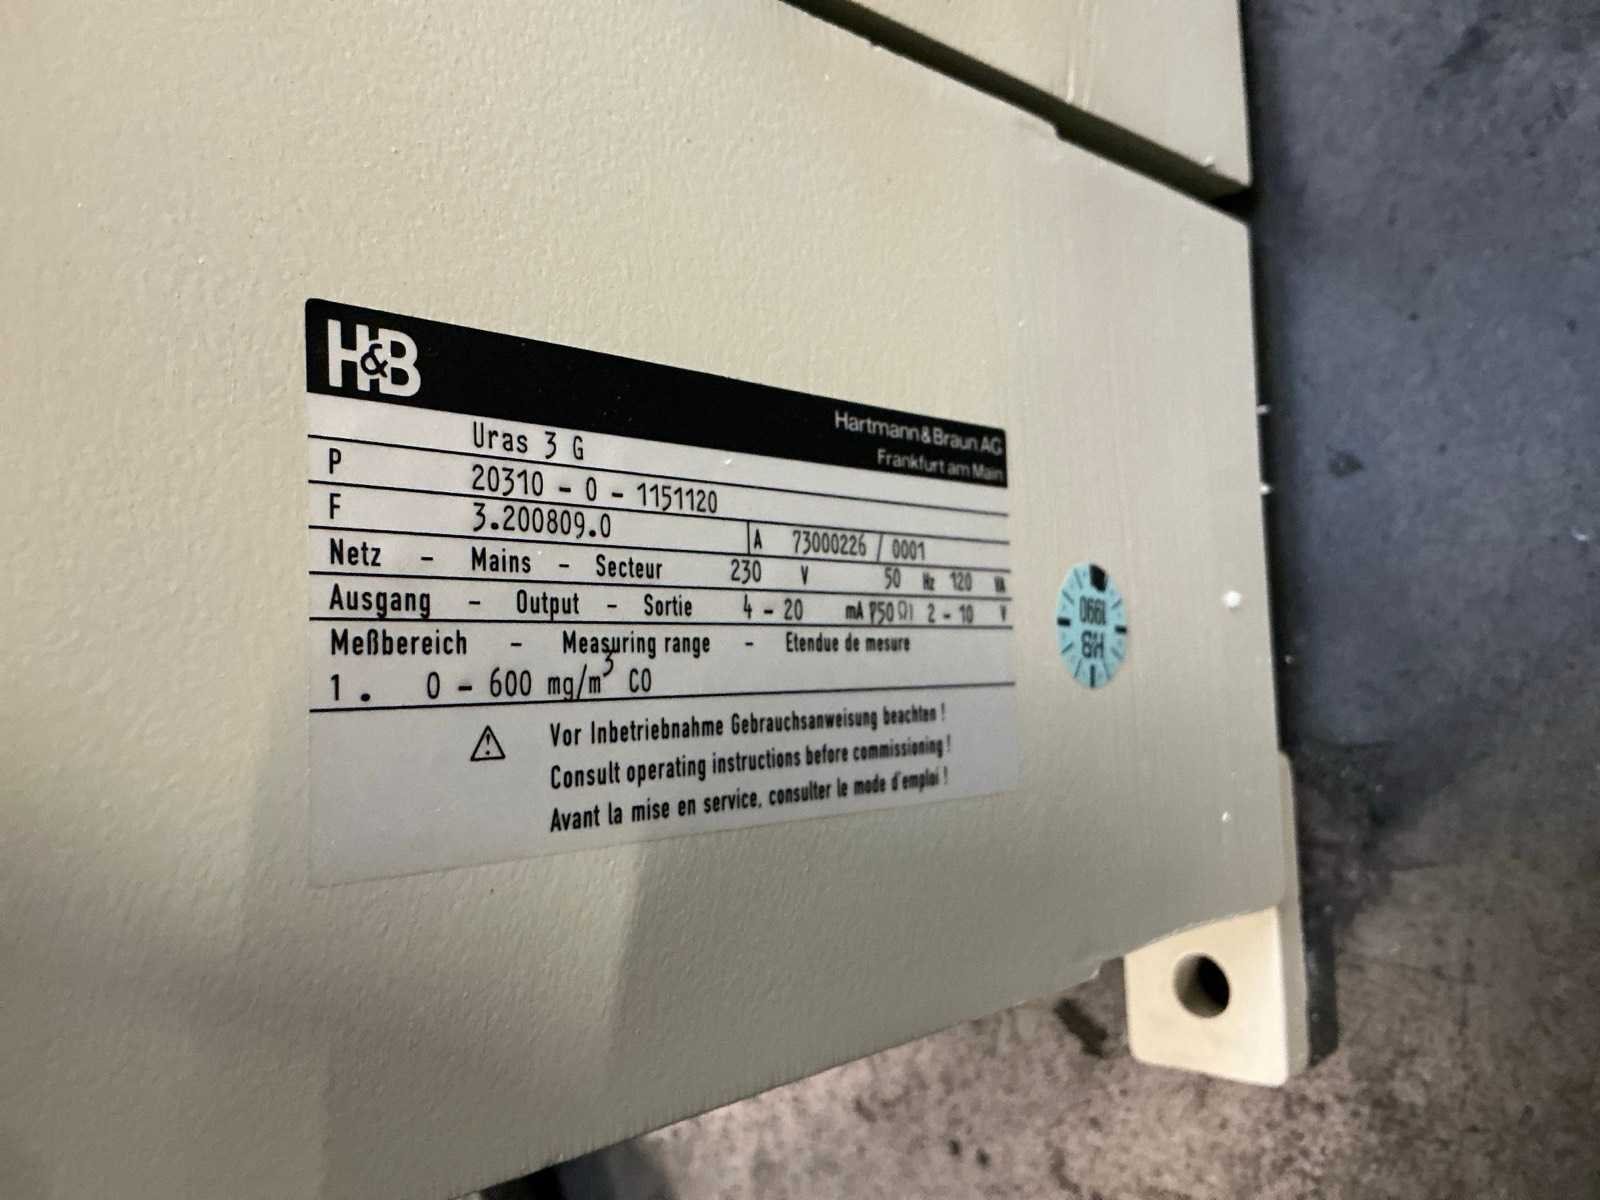 H&B
Hartmann & Braun AG
Frankfurt am Main
Uras 3 G
P 20310 - 0 - 1151120
F 3.200809.0 A 73000226 / 0001
Netz - Mains - Secteur 230 V 50 Hz 120 VA
Ausgang - Output - Sortie 4 - 20 mA 750 Ω 2 - 10 V
Meßbereich - Measuring range - Etendue de mesure
1. 0 - 600 mg/m³ CO
Vor Inbetriebnahme Gebrauchsanweisung beachten !
Consult operating instructions before commissioning !
Avant la mise en service, consulter le mode d'emploi !
HB
1990